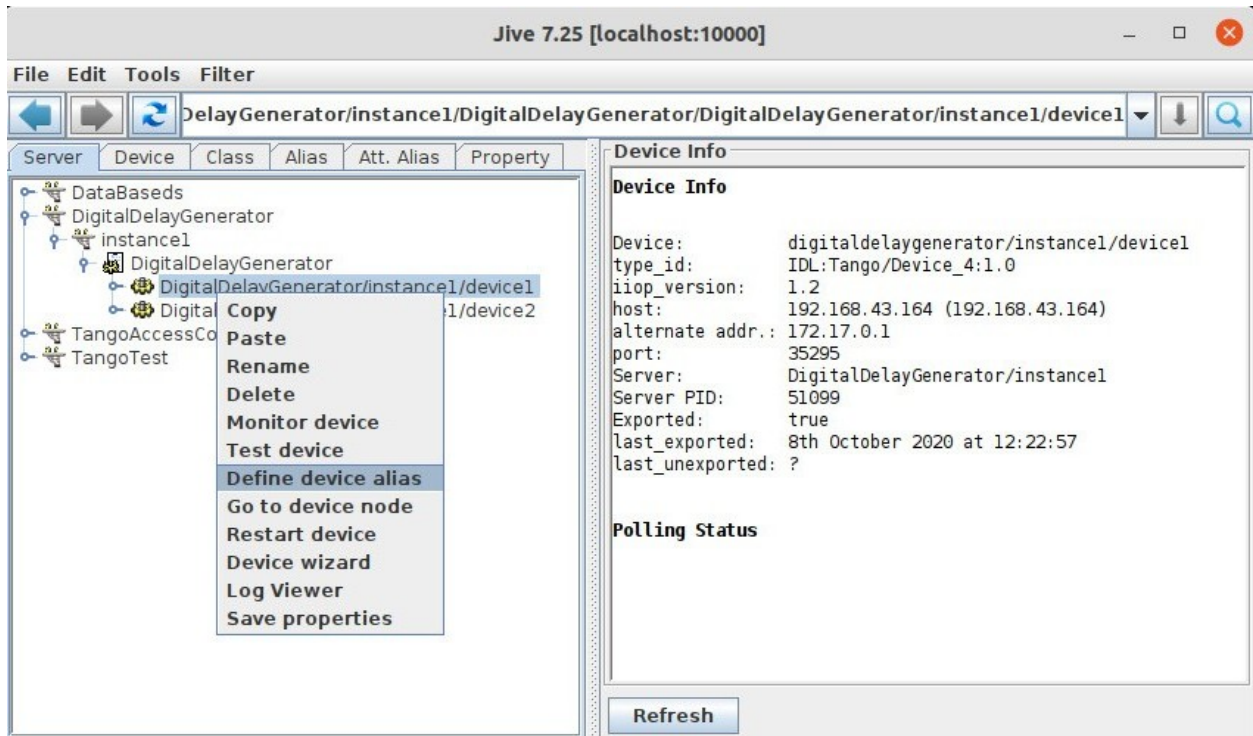 Jive 7.25 [localhost:10000]
File Edit Tools Filter
DelayGenerator/instance1/DigitalDelayGenerator/DigitalDelayGenerator/instance1/device1
Server Device Class Alias Att. Alias Property
DataBaseds
DigitalDelayGenerator
instance1
DigitalDelayGenerator
DigitalDelayGenerator/instance1/device1
Digital 1/device2
TangoAccessCo
TangoTest
Copy
Paste
Rename
Delete
Monitor device
Test device
Define device alias
Go to device node
Restart device
Device wizard
Log Viewer
Save properties
Device Info
Device Info
Device: digitaldelaygenerator/instance1/device1
type_id: IDL:Tango/Device_4:1.0
iiop_version: 1.2
host: 192.168.43.164 (192.168.43.164)
alternate addr.: 172.17.0.1
port: 35295
Server: DigitalDelayGenerator/instance1
Server PID: 51099
Exported: true
last_exported: 8th October 2020 at 12:22:57
last_unexported: ?
Polling Status
Refresh